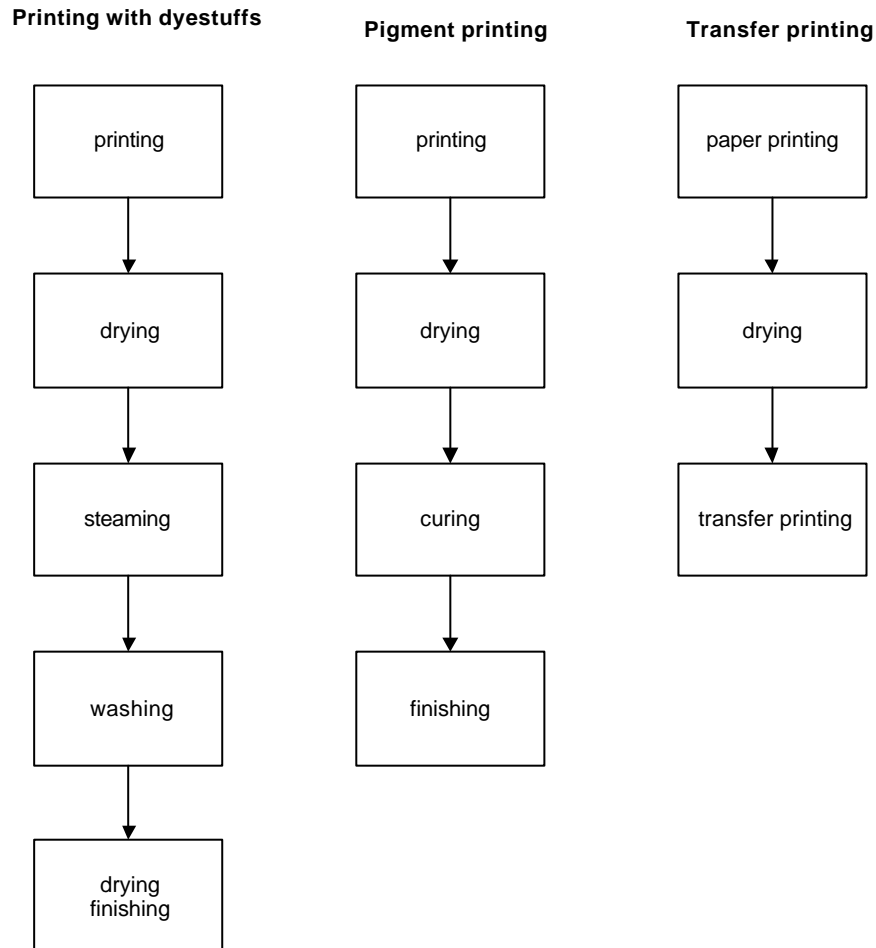 Printing with dyestuffs
printing
drying
steaming
washing
drying
finishing
Pigment printing
printing
drying
curing
finishing
Transfer printing
paper printing
drying
transfer printing